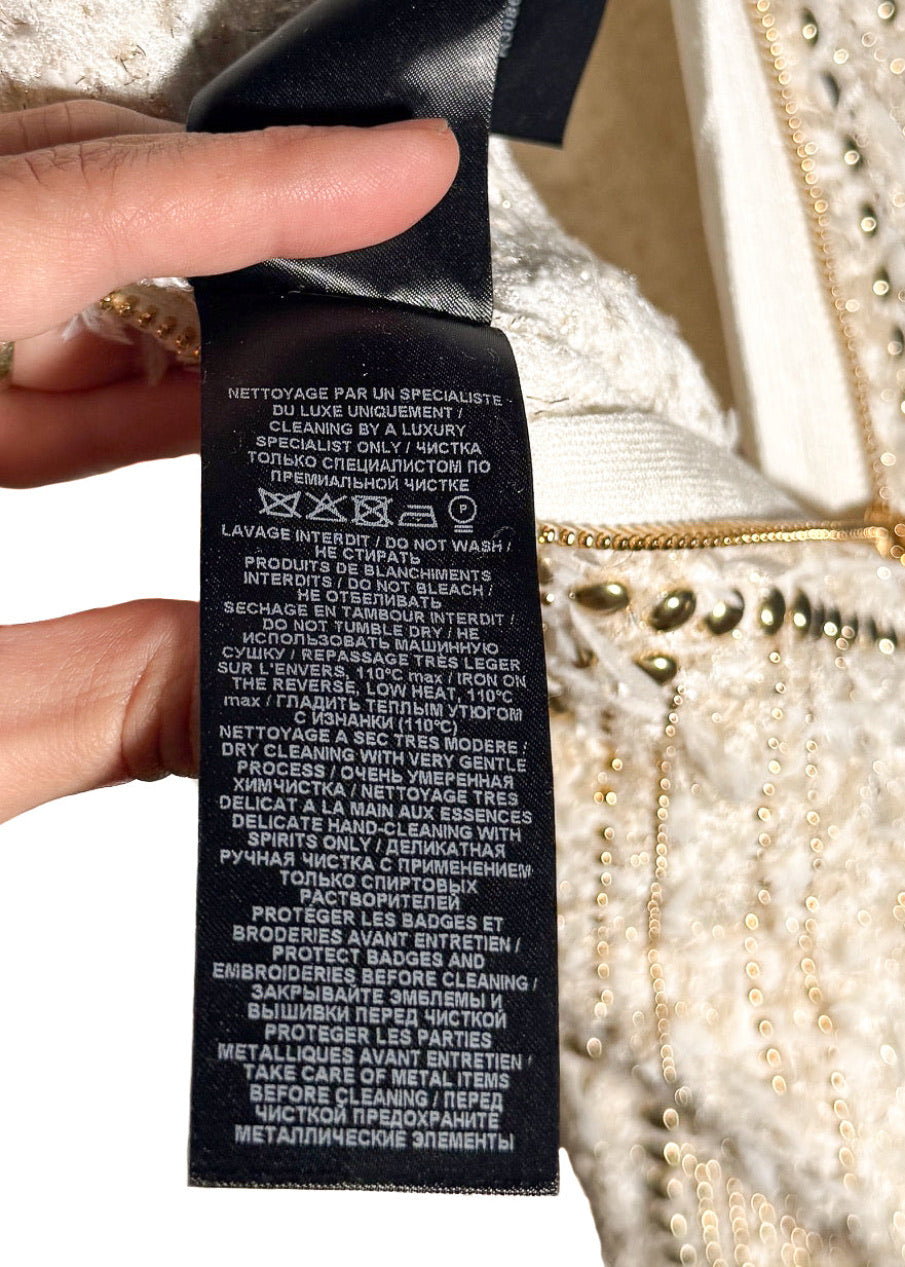 NETTOYAGE PAR UN SPECIALISTE
DU LUXE UNIQUEMENT /
CLEANING BY A LUXURY
SPECIALIST ONLY / ЧИСТКА
ТОЛЬКО СПЕЦИАЛИСТОМ ПО
ПРЕМИАЛЬНОЙ ЧИСТКЕ
P
LAVAGE INTERDIT / DO NOT WASH /
НЕ СТИРАТЬ
PRODUITS DE BLANCHIMENTS
INTERDITS / DO NOT BLEACH /
НЕ ОТБЕЛИВАТЬ
SECHAGE EN TAMBOUR INTERDIT /
DO NOT TUMBLE DRY / НЕ
ИСПОЛЬЗОВАТЬ МАШИННУЮ
СУШКУ / REPASSAGE TRÈS LEGER
SUR L'ENVERS, 110°C max / IRON ON
THE REVERSE, LOW HEAT, 110°C
max / ГЛАДИТЬ ТЕПЛЫМ УТЮГОМ
С ИЗНАНКИ (110°C)
NETTOYAGE A SEC TRES MODERE /
DRY CLEANING WITH VERY GENTLE
PROCESS / ОЧЕНЬ УМЕРЕННАЯ
ХИМЧИСТКА / NETTOYAGE TRES
DELICAT A LA MAIN AUX ESSENCES
DELICATE HAND-CLEANING WITH
SPIRITS ONLY / ДЕЛИКАТНАЯ
РУЧНАЯ ЧИСТКА С ПРИМЕНЕНИЕМ
ТОЛЬКО СПИРТОВЫХ
РАСТВОРИТЕЛЕЙ
PROTÉGER LES BADGES ET
BRODERIES AVANT ENTRETIEN /
PROTECT BADGES AND
EMBROIDERIES BEFORE CLEANING /
ЗАКРЫВАЙТЕ ЭМБЛЕМЫ И
ВЫШИВКИ ПЕРЕД ЧИСТКОЙ
PROTEGER LES PARTIES
METALLIQUES AVANT ENTRETIEN /
TAKE CARE OF METAL ITEMS
BEFORE CLEANING / ПЕРЕД
ЧИСТКОЙ ПРЕДОХРАНИТЕ
МЕТАЛЛИЧЕСКИЕ ЭЛЕМЕНТЫ